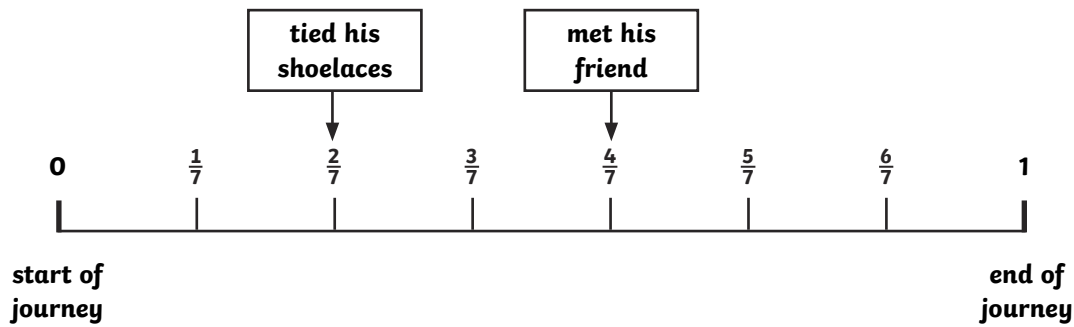 tied his
shoelaces
met his
friend
0 1/7 2/7 3/7 4/7 5/7 6/7 1
start of
journey
end of
journey